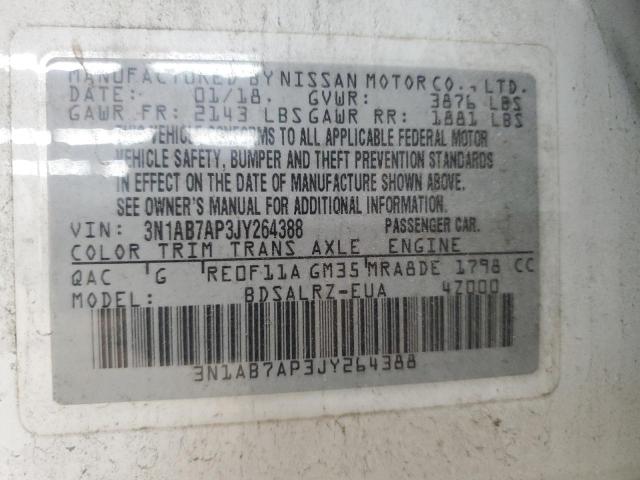 MANUFACTURED BY NISSAN MOTOR CO., LTD.
DATE: 01/18. GVWR: 3876 LBS
GAWR FR: 2143 LBS GAWR RR: 1881 LBS
THIS VEHICLE CONFORMS TO ALL APPLICABLE FEDERAL MOTOR
VEHICLE SAFETY, BUMPER AND THEFT PREVENTION STANDARDS
IN EFFECT ON THE DATE OF MANUFACTURE SHOWN ABOVE.
SEE OWNER'S MANUAL FOR ADDITIONAL INFORMATION.
VIN: 3N1AB7AP3JY264388 PASSENGER CAR.
COLOR TRIM TRANS AXLE ENGINE
QAC G RE0F11A GM35 MRA8DE 1798 CC
MODEL: BDSALRZ-EUA 4Z000
3N1AB7AP3JY264388